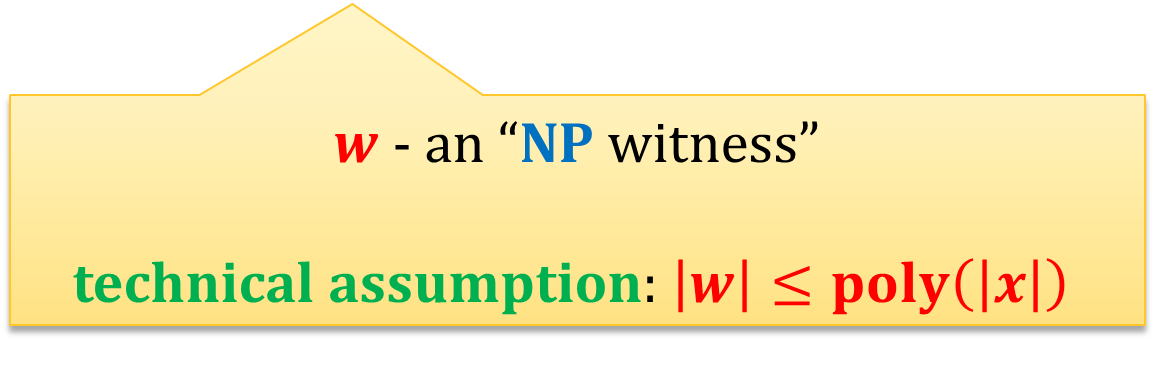 w - an “NP witness”
technical assumption: |w| ≤ poly(|x|)